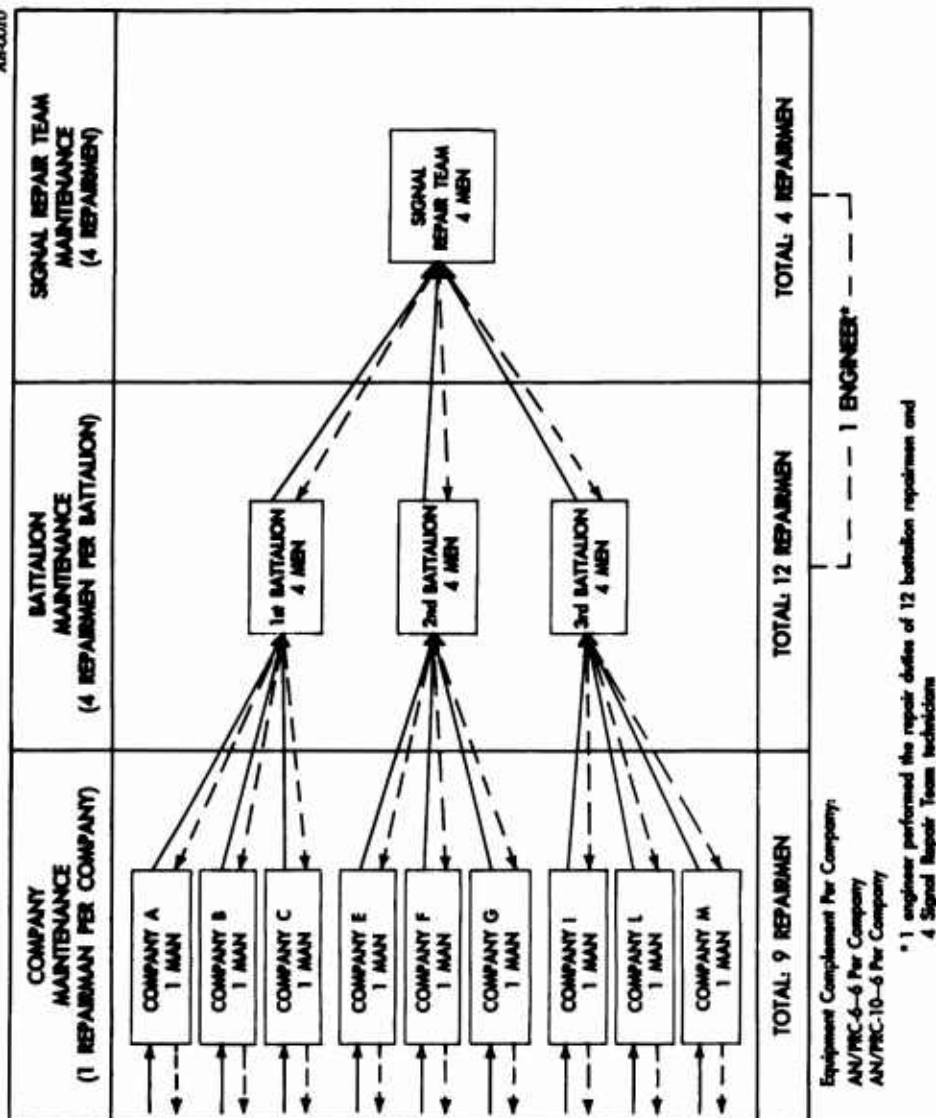 COMPANY
MAINTENANCE
(1 REPAIRMAN PER COMPANY)
BATTALION
MAINTENANCE
(4 REPAIRMEN PER BATTALION)
SIGNAL REPAIR TEAM
MAINTENANCE
(4 REPAIRMEN)
COMPANY A
1 MAN
COMPANY B
1 MAN
COMPANY C
1 MAN
COMPANY E
1 MAN
COMPANY F
1 MAN
COMPANY G
1 MAN
COMPANY I
1 MAN
COMPANY L
1 MAN
COMPANY M
1 MAN
1st BATTALION
4 MEN
2nd BATTALION
4 MEN
3rd BATTALION
4 MEN
SIGNAL
REPAIR TEAM
4 MEN
TOTAL: 9 REPAIRMEN
TOTAL: 12 REPAIRMEN
TOTAL: 4 REPAIRMEN
1 ENGINEER*
Equipment Complement Per Company:
AN/PRC-6—6 Per Company
AN/PRC-10—6 Per Company
* 1 engineer performed the repair duties of 12 battalion repairmen and
4 Signal Repair Team technicians